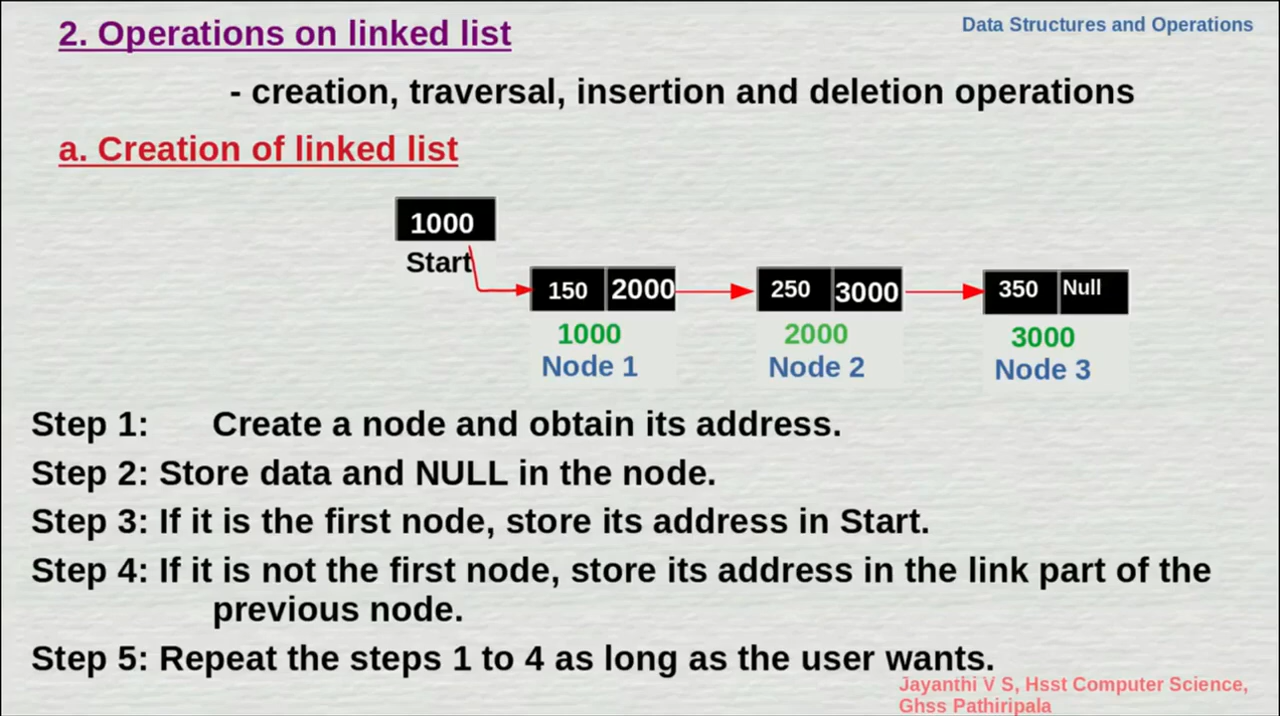 2. Operations on linked list
Data Structures and Operations
- creation, traversal, insertion and deletion operations
a. Creation of linked list
1000
Start
150 2000
250 3000
350 Null
1000
2000
3000
Node 1
Node 2
Node 3
Step 1: Create a node and obtain its address.
Step 2: Store data and NULL in the node.
Step 3: If it is the first node, store its address in Start.
Step 4: If it is not the first node, store its address in the link part of the
previous node.
Step 5: Repeat the steps 1 to 4 as long as the user wants.
Jayanthi V S, Hsst Computer Science,
Ghss Pathiripala